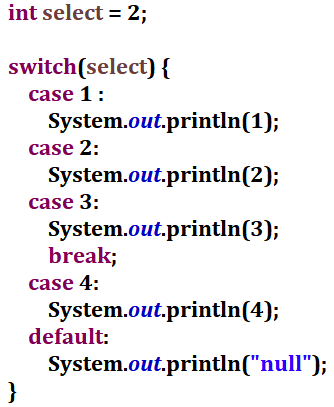 int select = 2;
switch(select) {
case 1 :
System.out.println(1);
case 2:
System.out.println(2);
case 3:
System.out.println(3);
break;
case 4:
System.out.println(4);
default:
System.out.println("null");
}